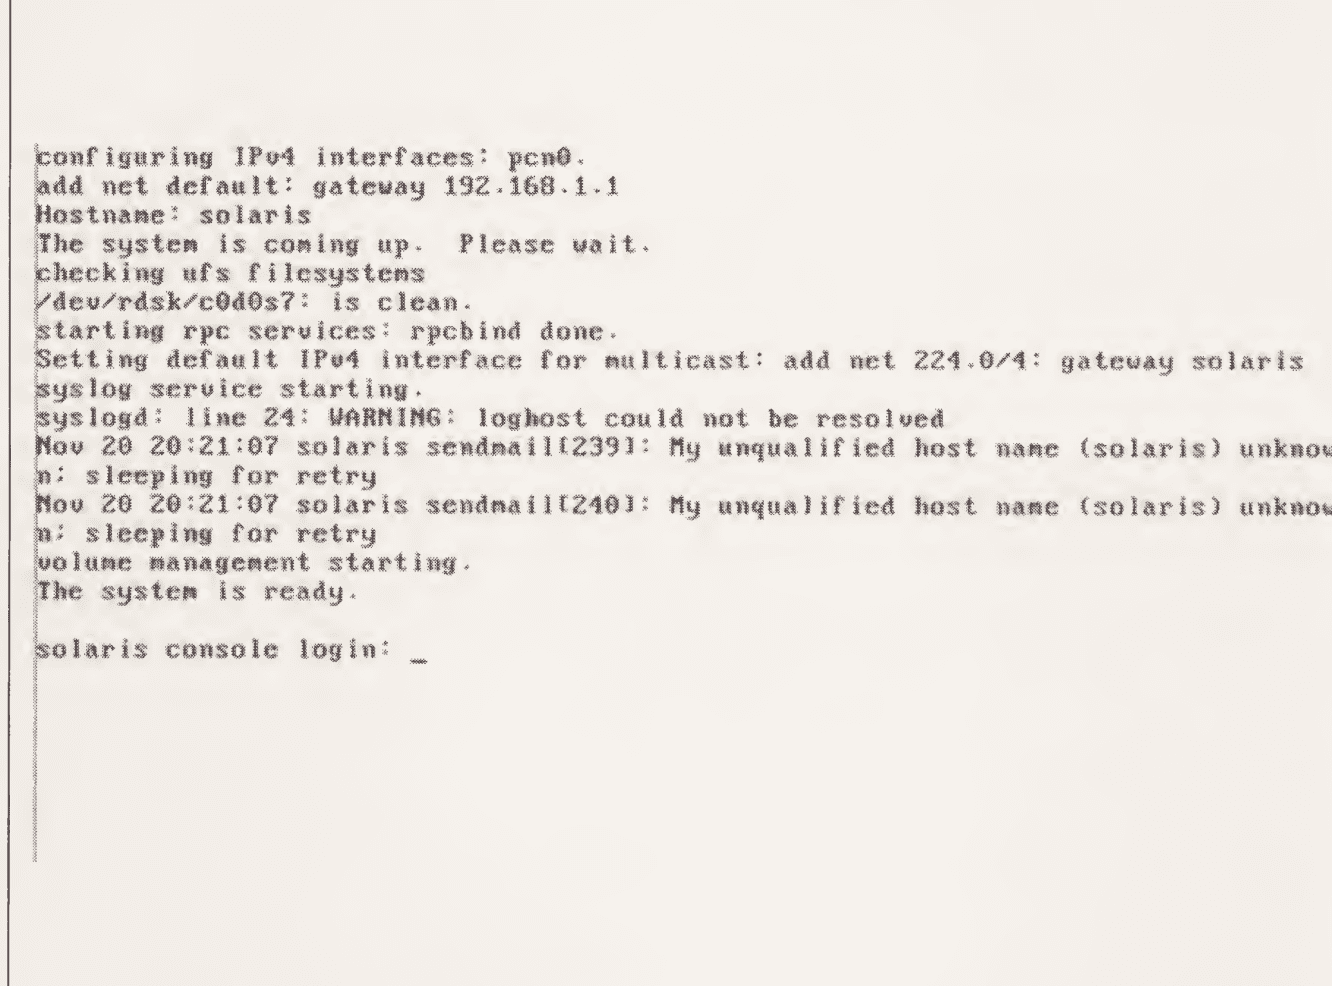 configuring IPv4 interfaces: pcn0.
add net default: gateway 192.168.1.1
Hostname: solaris
The system is coming up.  Please wait.
checking ufs filesystems
/dev/rdsk/c0d0s7: is clean.
starting rpc services: rpcbind done.
Setting default IPv4 interface for multicast: add net 224.0/4: gateway solaris
syslog service starting.
syslogd: line 24: WARNING: loghost could not be resolved
Nov 20 20:21:07 solaris sendmail[239]: My unqualified host name (solaris) unknow
n: sleeping for retry
Nov 20 20:21:07 solaris sendmail[240]: My unqualified host name (solaris) unknow
n: sleeping for retry
volume management starting.
The system is ready.
solaris console login: _